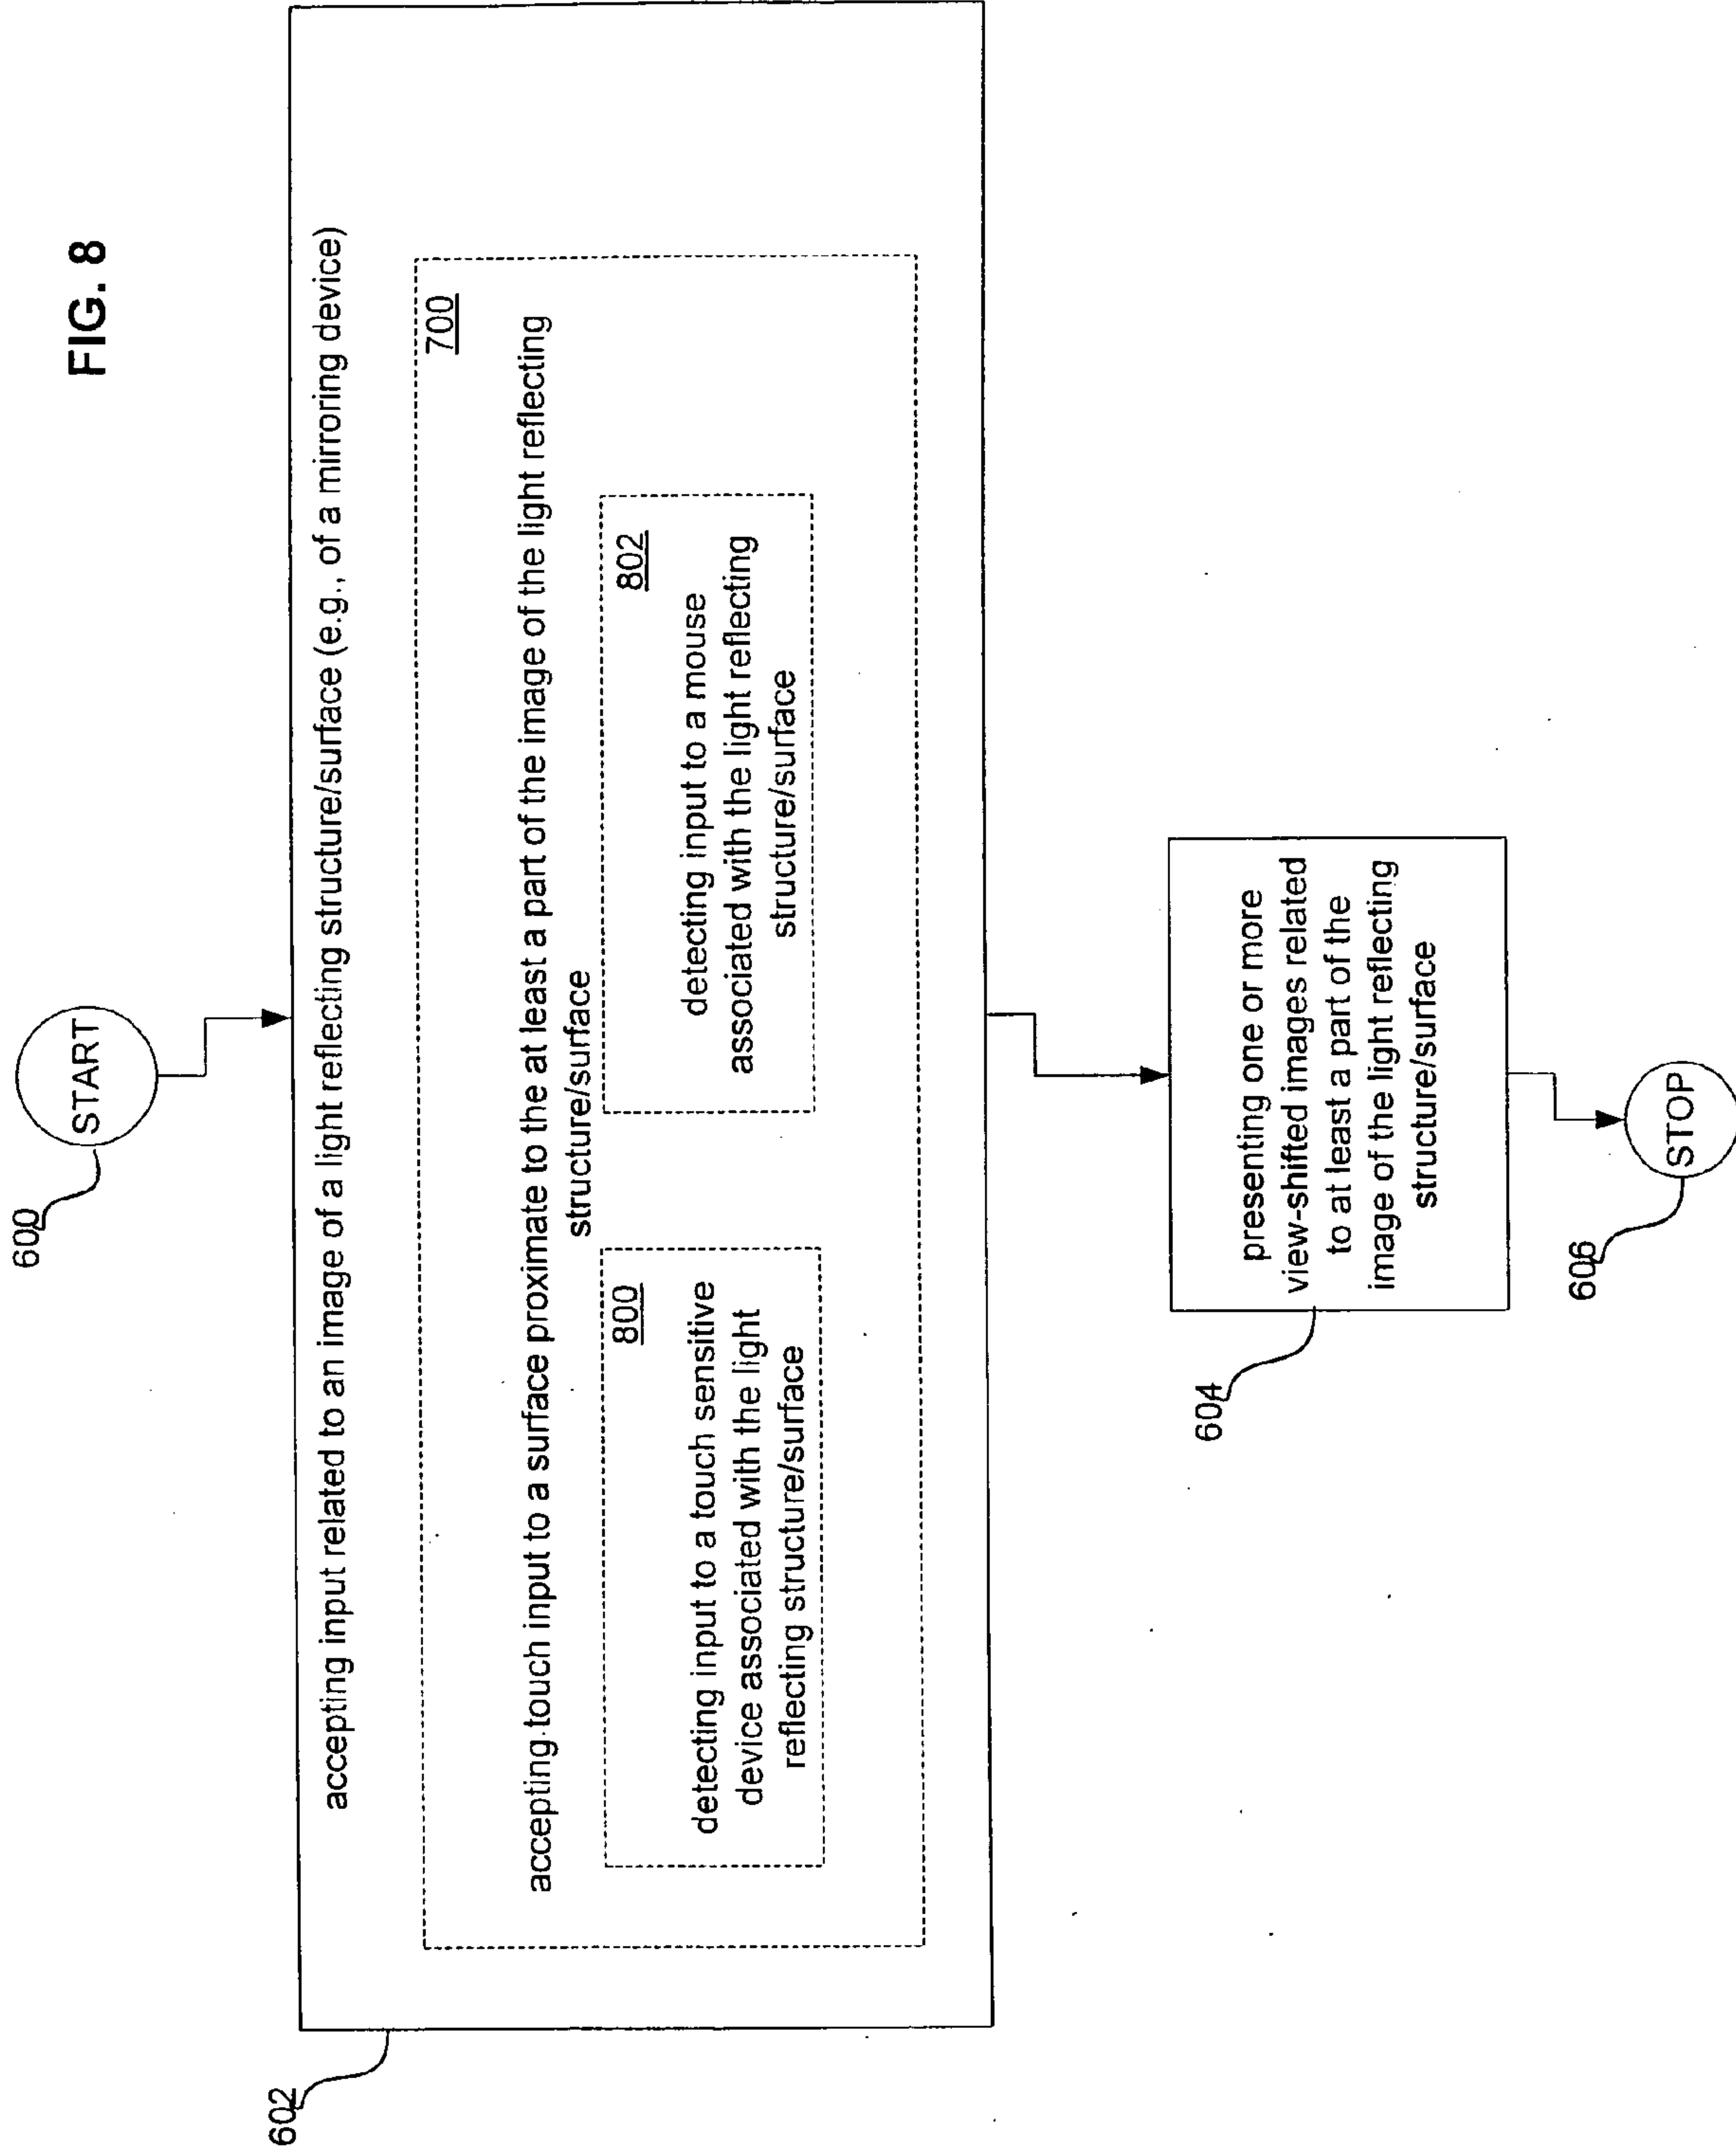 FIG. 8
600
START
602
accepting input related to an image of a light reflecting structure/surface (e.g., of a mirroring device)
700
accepting touch input to a surface proximate to the at least a part of the image of the light reflecting
structure/surface
800
detecting input to a touch sensitive
device associated with the light
reflecting structure/surface
802
detecting input to a mouse
associated with the light reflecting
structure/surface
604
presenting one or more
view-shifted images related
to at least a part of the
image of the light reflecting
structure/surface
606
STOP